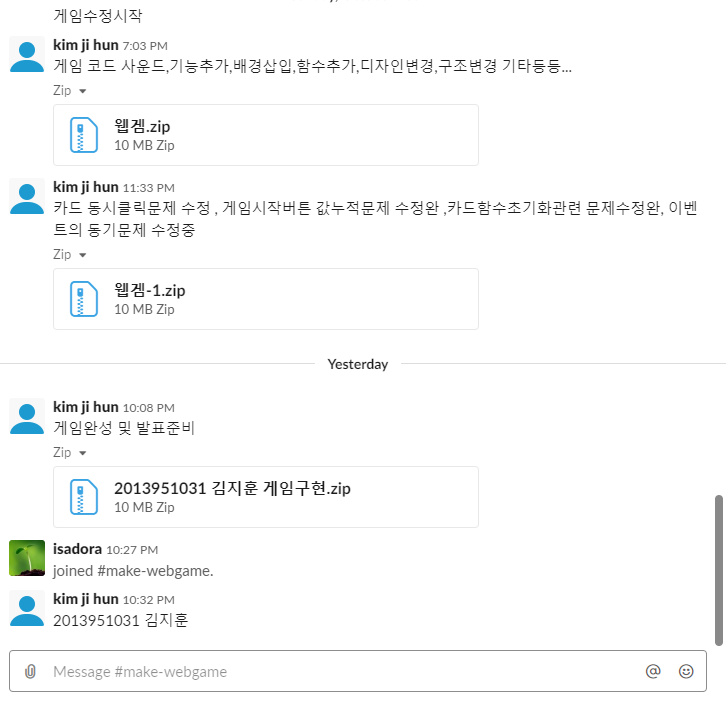 게임수정시작
kim ji hun 7:03 PM
게임 코드 사운드,기능추가,배경삽입,함수추가,디자인변경,구조변경 기타등등...
Zip
웹겜.zip
10 MB Zip
kim ji hun 11:33 PM
카드 동시클릭문제 수정 , 게임시작버튼 값누적문제 수정완 ,카드함수초기화관련 문제수정완, 이벤
트의 동기문제 수정중
Zip
웹겜-1.zip
10 MB Zip
Yesterday
kim ji hun 10:08 PM
게임완성 및 발표준비
Zip
2013951031 김지훈 게임구현.zip
10 MB Zip
isadora 10:27 PM
joined #make-webgame.
kim ji hun 10:32 PM
2013951031 김지훈
Message #make-webgame